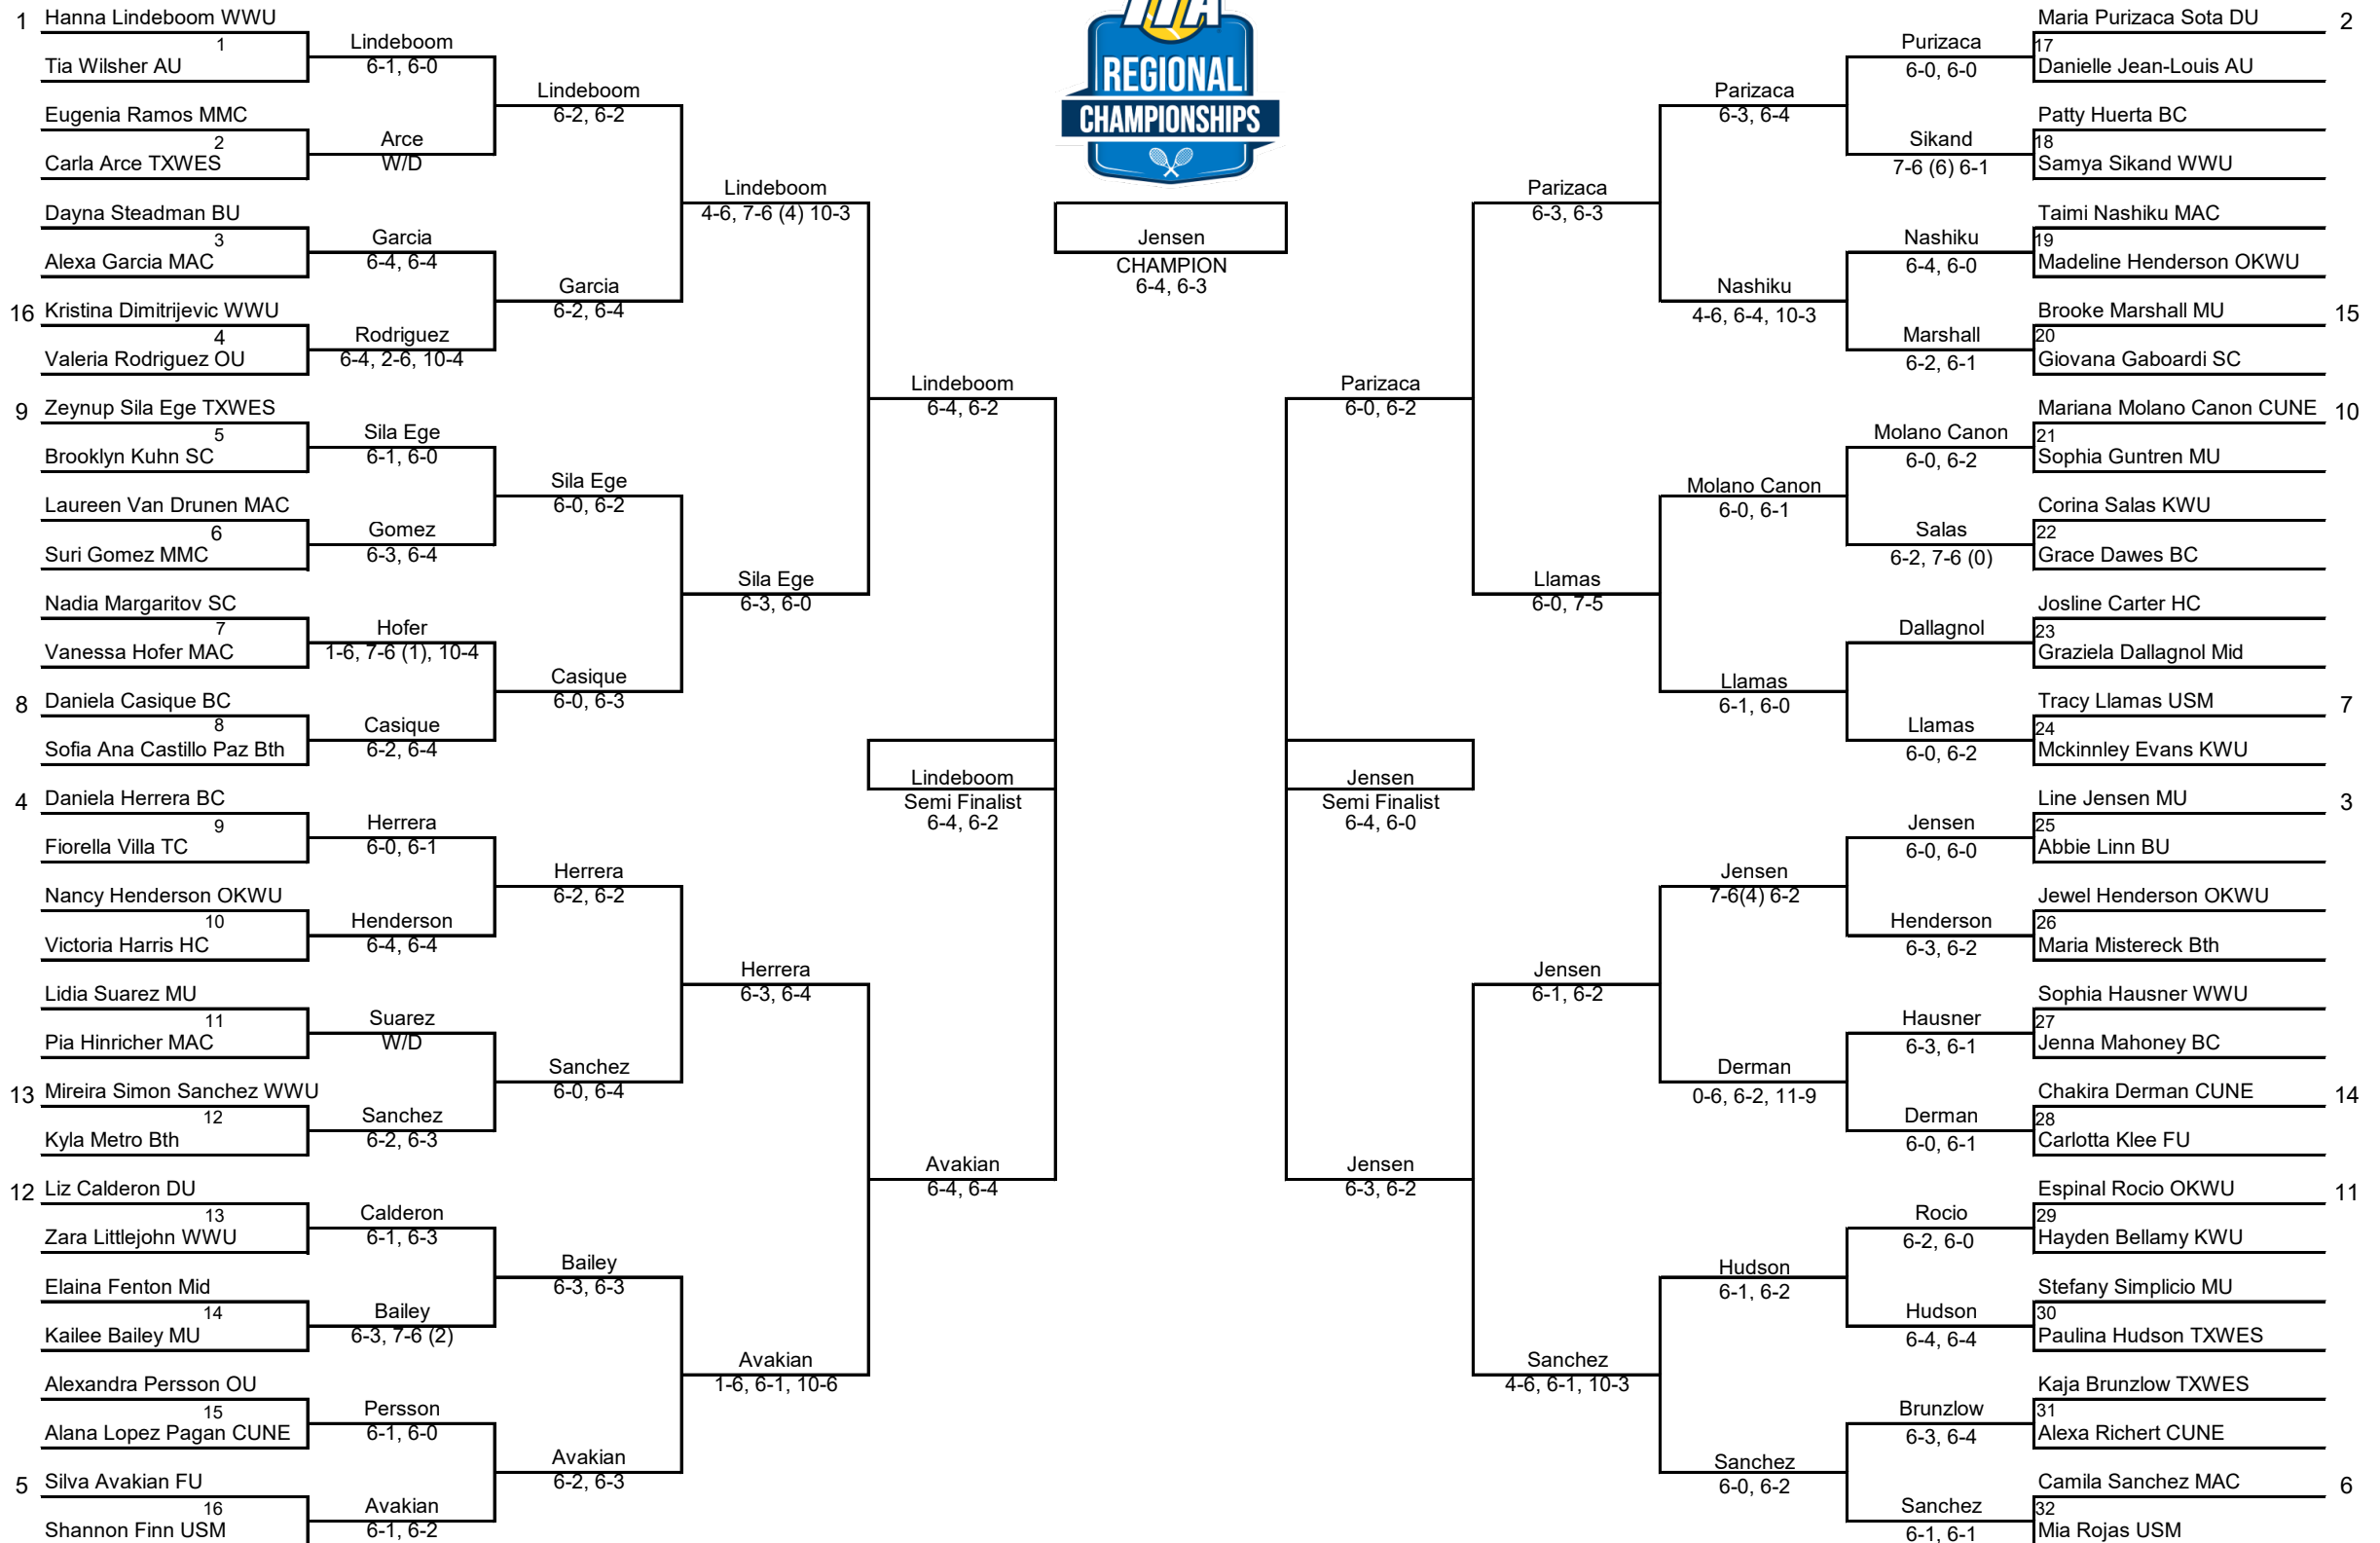 1 Hanna Lindeboom WWU
1
Tia Wilsher AU
Eugenia Ramos MMC
2
Carla Arce TXWES
Dayna Steadman BU
3
Alexa Garcia MAC
16 Kristina Dimitrijevic WWU
4
Valeria Rodriguez OU
9 Zeynup Sila Ege TXWES
5
Brooklyn Kuhn SC
Laureen Van Drunen MAC
6
Suri Gomez MMC
Nadia Margaritov SC
7
Vanessa Hofer MAC
8 Daniela Casique BC
8
Sofia Ana Castillo Paz Bth
4 Daniela Herrera BC
9
Fiorella Villa TC
Nancy Henderson OKWU
10
Victoria Harris HC
Lidia Suarez MU
11
Pia Hinricher MAC
13 Mireira Simon Sanchez WWU
12
Kyla Metro Bth
12 Liz Calderon DU
13
Zara Littlejohn WWU
Elaina Fenton Mid
14
Kailee Bailey MU
Alexandra Persson OU
15
Alana Lopez Pagan CUNE
5 Silva Avakian FU
16
Shannon Finn USM
Lindeboom
6-1, 6-0
Arce
W/D
Garcia
6-4, 6-4
Rodriguez
6-4, 2-6, 10-4
Sila Ege
6-1, 6-0
Gomez
6-3, 6-4
Hofer
1-6, 7-6 (1), 10-4
Casique
6-2, 6-4
Herrera
6-0, 6-1
Henderson
6-4, 6-4
Suarez
W/D
Sanchez
6-2, 6-3
Calderon
6-1, 6-3
Bailey
6-3, 7-6 (2)
Persson
6-1, 6-0
Avakian
6-1, 6-2
Lindeboom
6-2, 6-2
Garcia
6-2, 6-4
Sila Ege
6-0, 6-2
Casique
6-0, 6-3
Herrera
6-2, 6-2
Sanchez
6-0, 6-4
Bailey
6-3, 6-3
Avakian
6-2, 6-3
Lindeboom
4-6, 7-6 (4) 10-3
Sila Ege
6-3, 6-0
Herrera
6-3, 6-4
Avakian
1-6, 6-1, 10-6
Lindeboom
6-4, 6-2
Avakian
6-4, 6-4
Lindeboom
Semi Finalist
6-4, 6-2
ITA
REGIONAL
CHAMPIONSHIPS
Jensen
CHAMPION
6-4, 6-3
Jensen
Semi Finalist
6-4, 6-0
Parizaca
6-0, 6-2
Jensen
6-3, 6-2
Parizaca
6-3, 6-3
Llamas
6-0, 7-5
Jensen
6-1, 6-2
Sanchez
4-6, 6-1, 10-3
Parizaca
6-3, 6-4
Nashiku
4-6, 6-4, 10-3
Molano Canon
6-0, 6-1
Llamas
6-1, 6-0
Jensen
7-6(4) 6-2
Derman
0-6, 6-2, 11-9
Hudson
6-1, 6-2
Sanchez
6-0, 6-2
Purizaca
6-0, 6-0
Sikand
7-6 (6) 6-1
Nashiku
6-4, 6-0
Marshall
6-2, 6-1
Molano Canon
6-0, 6-2
Salas
6-2, 7-6 (0)
Dallagnol
Llamas
6-0, 6-2
Jensen
6-0, 6-0
Henderson
6-3, 6-2
Hausner
6-3, 6-1
Derman
6-0, 6-1
Rocio
6-2, 6-0
Hudson
6-4, 6-4
Brunzlow
6-3, 6-4
Sanchez
6-1, 6-1
Maria Purizaca Sota DU 2
17
Danielle Jean-Louis AU
Patty Huerta BC
18
Samya Sikand WWU
Taimi Nashiku MAC
19
Madeline Henderson OKWU
Brooke Marshall MU 15
20
Giovana Gaboardi SC
Mariana Molano Canon CUNE 10
21
Sophia Guntren MU
Corina Salas KWU
22
Grace Dawes BC
Josline Carter HC
23
Graziela Dallagnol Mid
Tracy Llamas USM 7
24
Mckinnley Evans KWU
Line Jensen MU 3
25
Abbie Linn BU
Jewel Henderson OKWU
26
Maria Mistereck Bth
Sophia Hausner WWU
27
Jenna Mahoney BC
Chakira Derman CUNE 14
28
Carlotta Klee FU
Espinal Rocio OKWU 11
29
Hayden Bellamy KWU
Stefany Simplicio MU
30
Paulina Hudson TXWES
Kaja Brunzlow TXWES
31
Alexa Richert CUNE
Camila Sanchez MAC 6
32
Mia Rojas USM